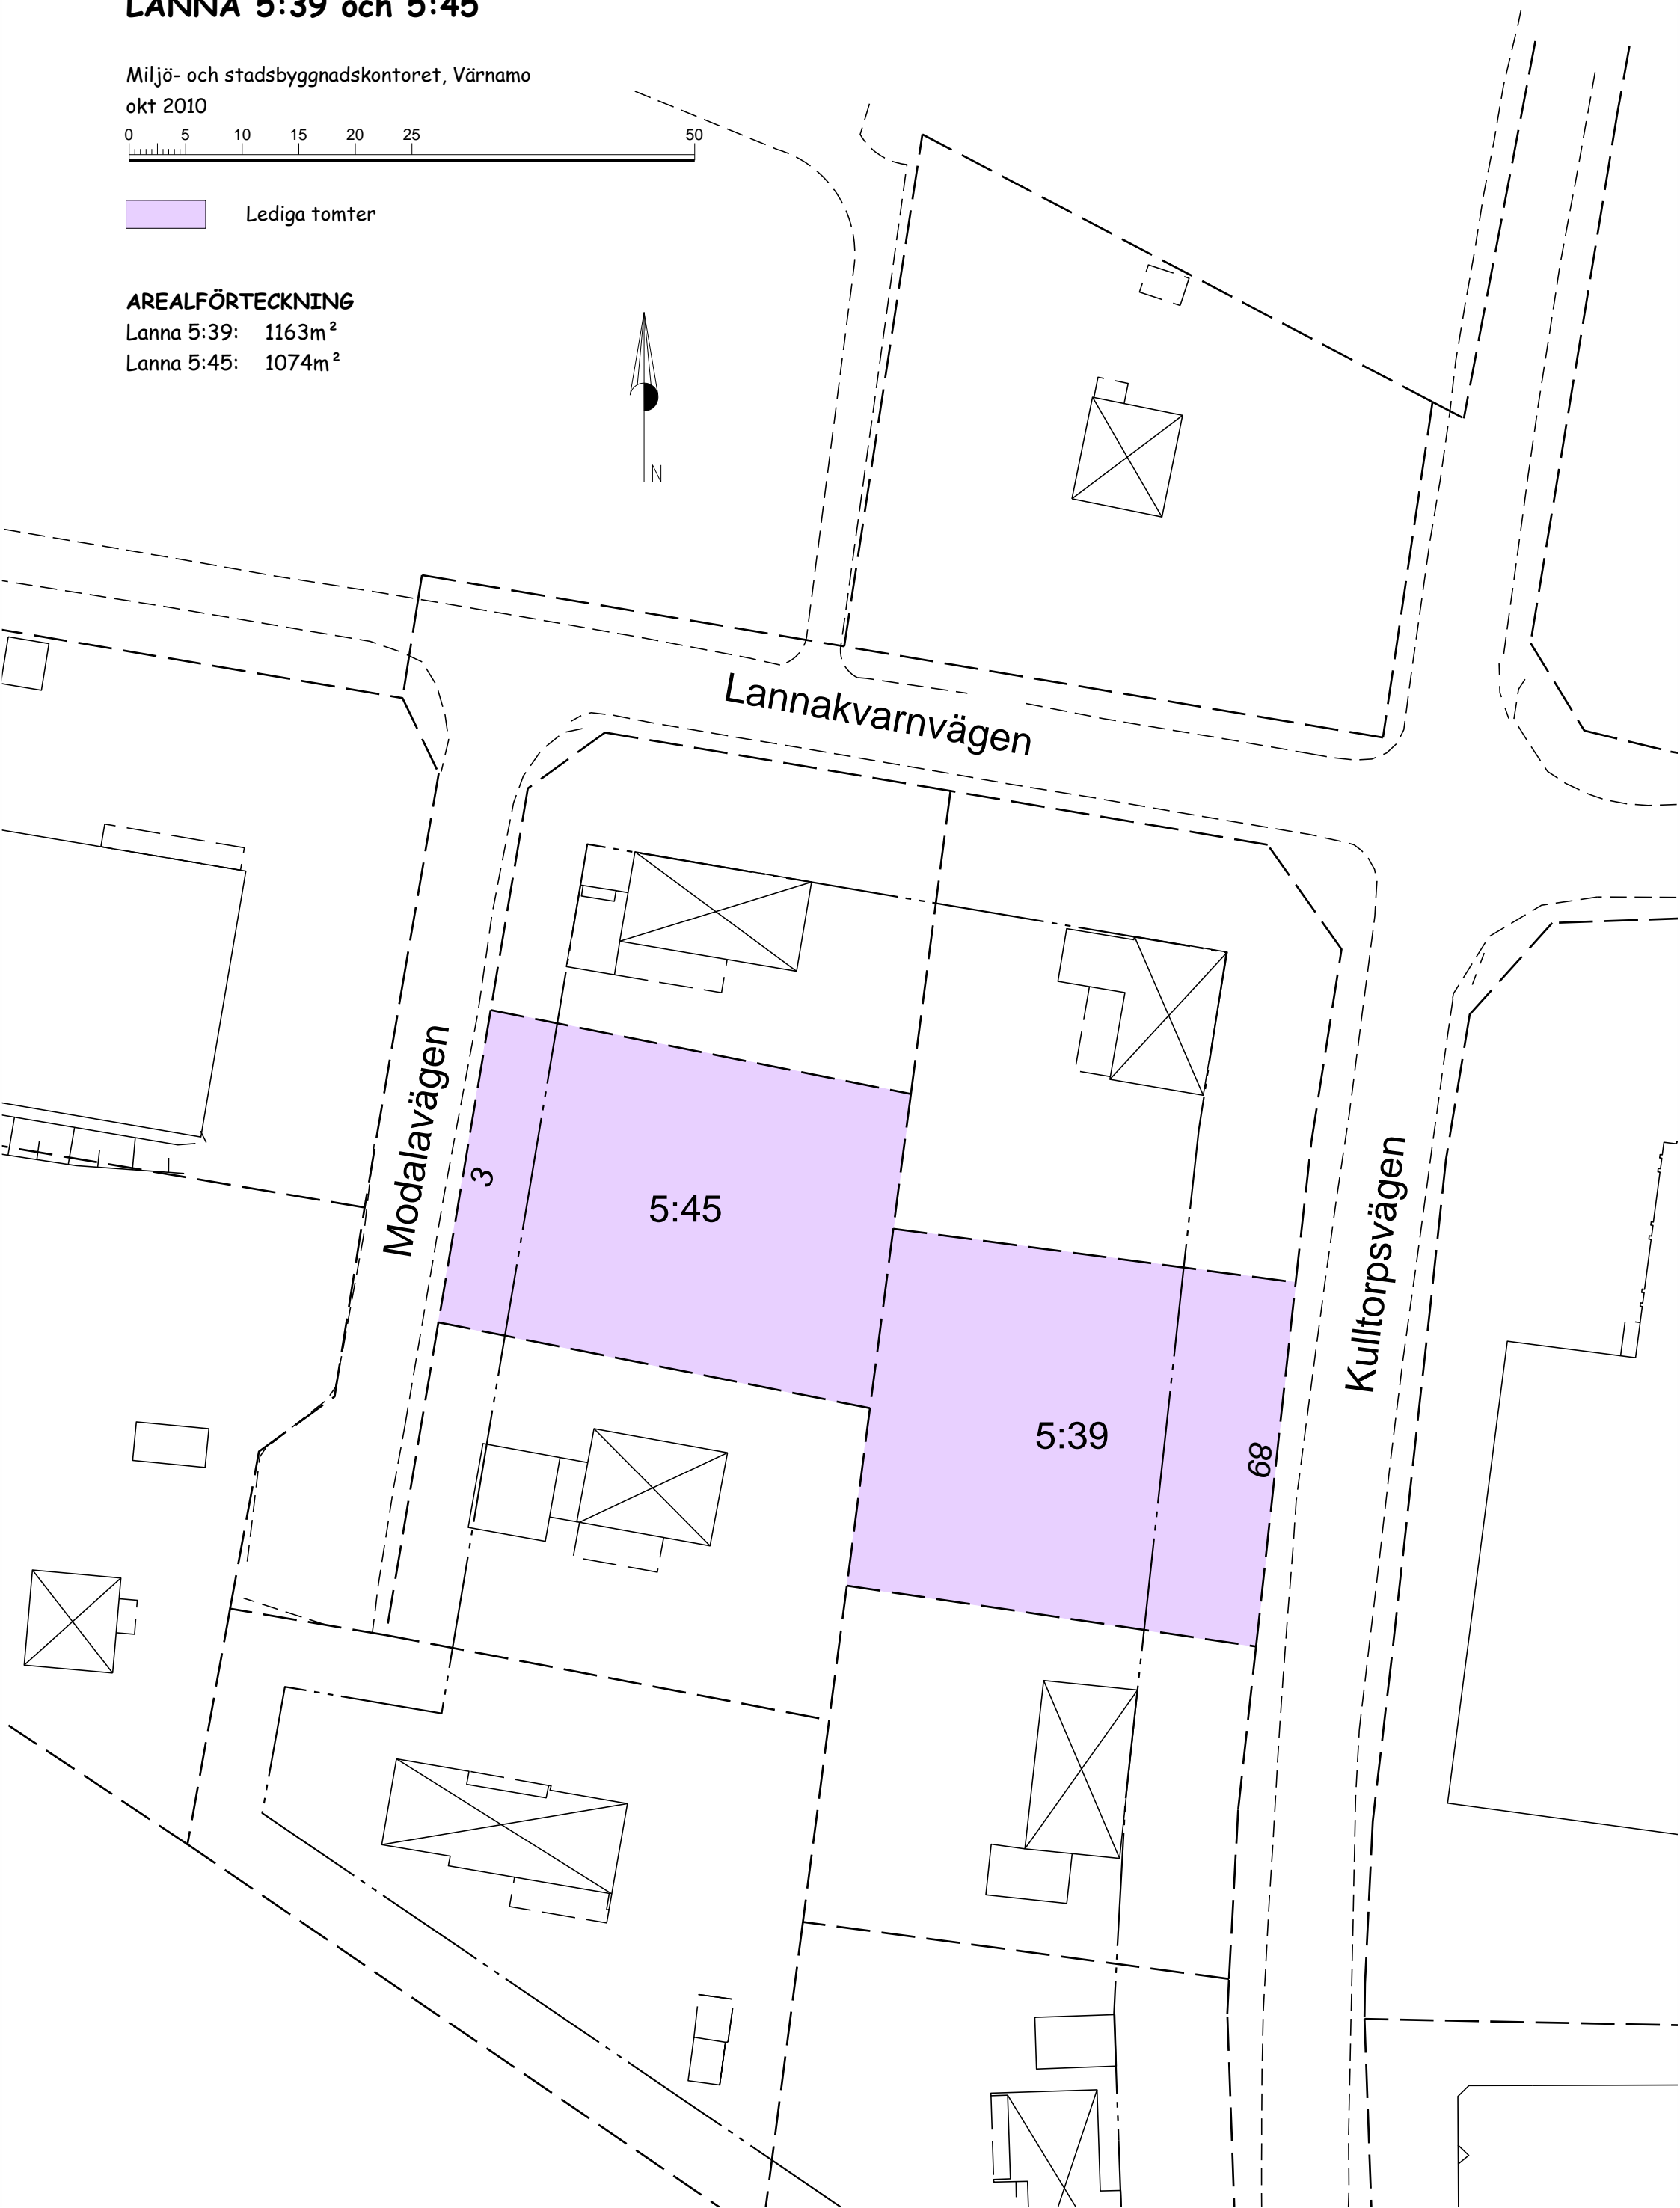 LANNA 5:39 och 5:45
Miljö- och stadsbyggnadskontoret, Värnamo
okt 2010
0 5 10 15 20 25 50
Lediga tomter
AREALFÖRTECKNING
Lanna 5:39: 1163m²
Lanna 5:45: 1074m²
N
Lannakvarnvägen
Modalavägen
3
5:45
Kulltorpsvägen
5:39
89